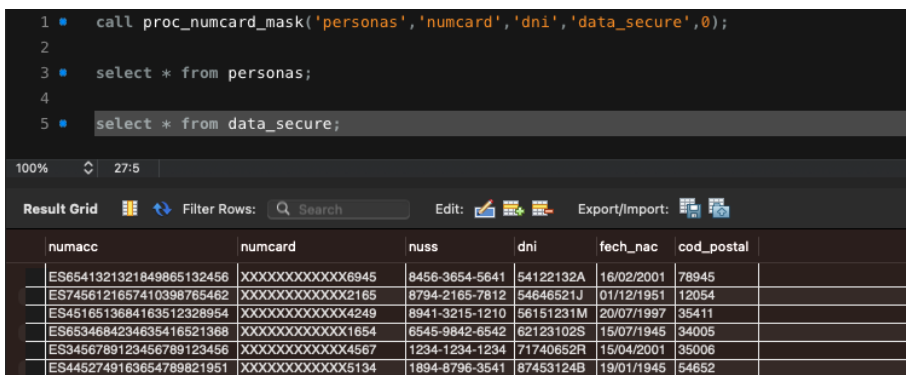 1 call proc_numcard_mask('personas','numcard','dni','data_secure',0);
2
3 select * from personas;
4
5 select * from data_secure;
100% 27:5
Result Grid Filter Rows: Search Edit: Export/Import:
numacc numcard nuss dni fech_nac cod_postal
ES6541321321849865132456 XXXXXXXXXXXX6945 8456-3654-5641 54122132A 16/02/2001 78945
ES7456121657410398765462 XXXXXXXXXXXX2165 8794-2165-7812 54646521J 01/12/1951 12054
ES4516513684163512328954 XXXXXXXXXXXX4249 8941-3215-1210 56151231M 20/07/1997 35411
ES6534684234635416521368 XXXXXXXXXXXX1654 6545-9842-6542 62123102S 15/07/1945 34005
ES3456789123456789123456 XXXXXXXXXXXX4567 1234-1234-1234 71740652R 15/04/2001 35006
ES4452749163654789821951 XXXXXXXXXXXX5134 1894-8796-3541 87453124B 19/01/1945 54652